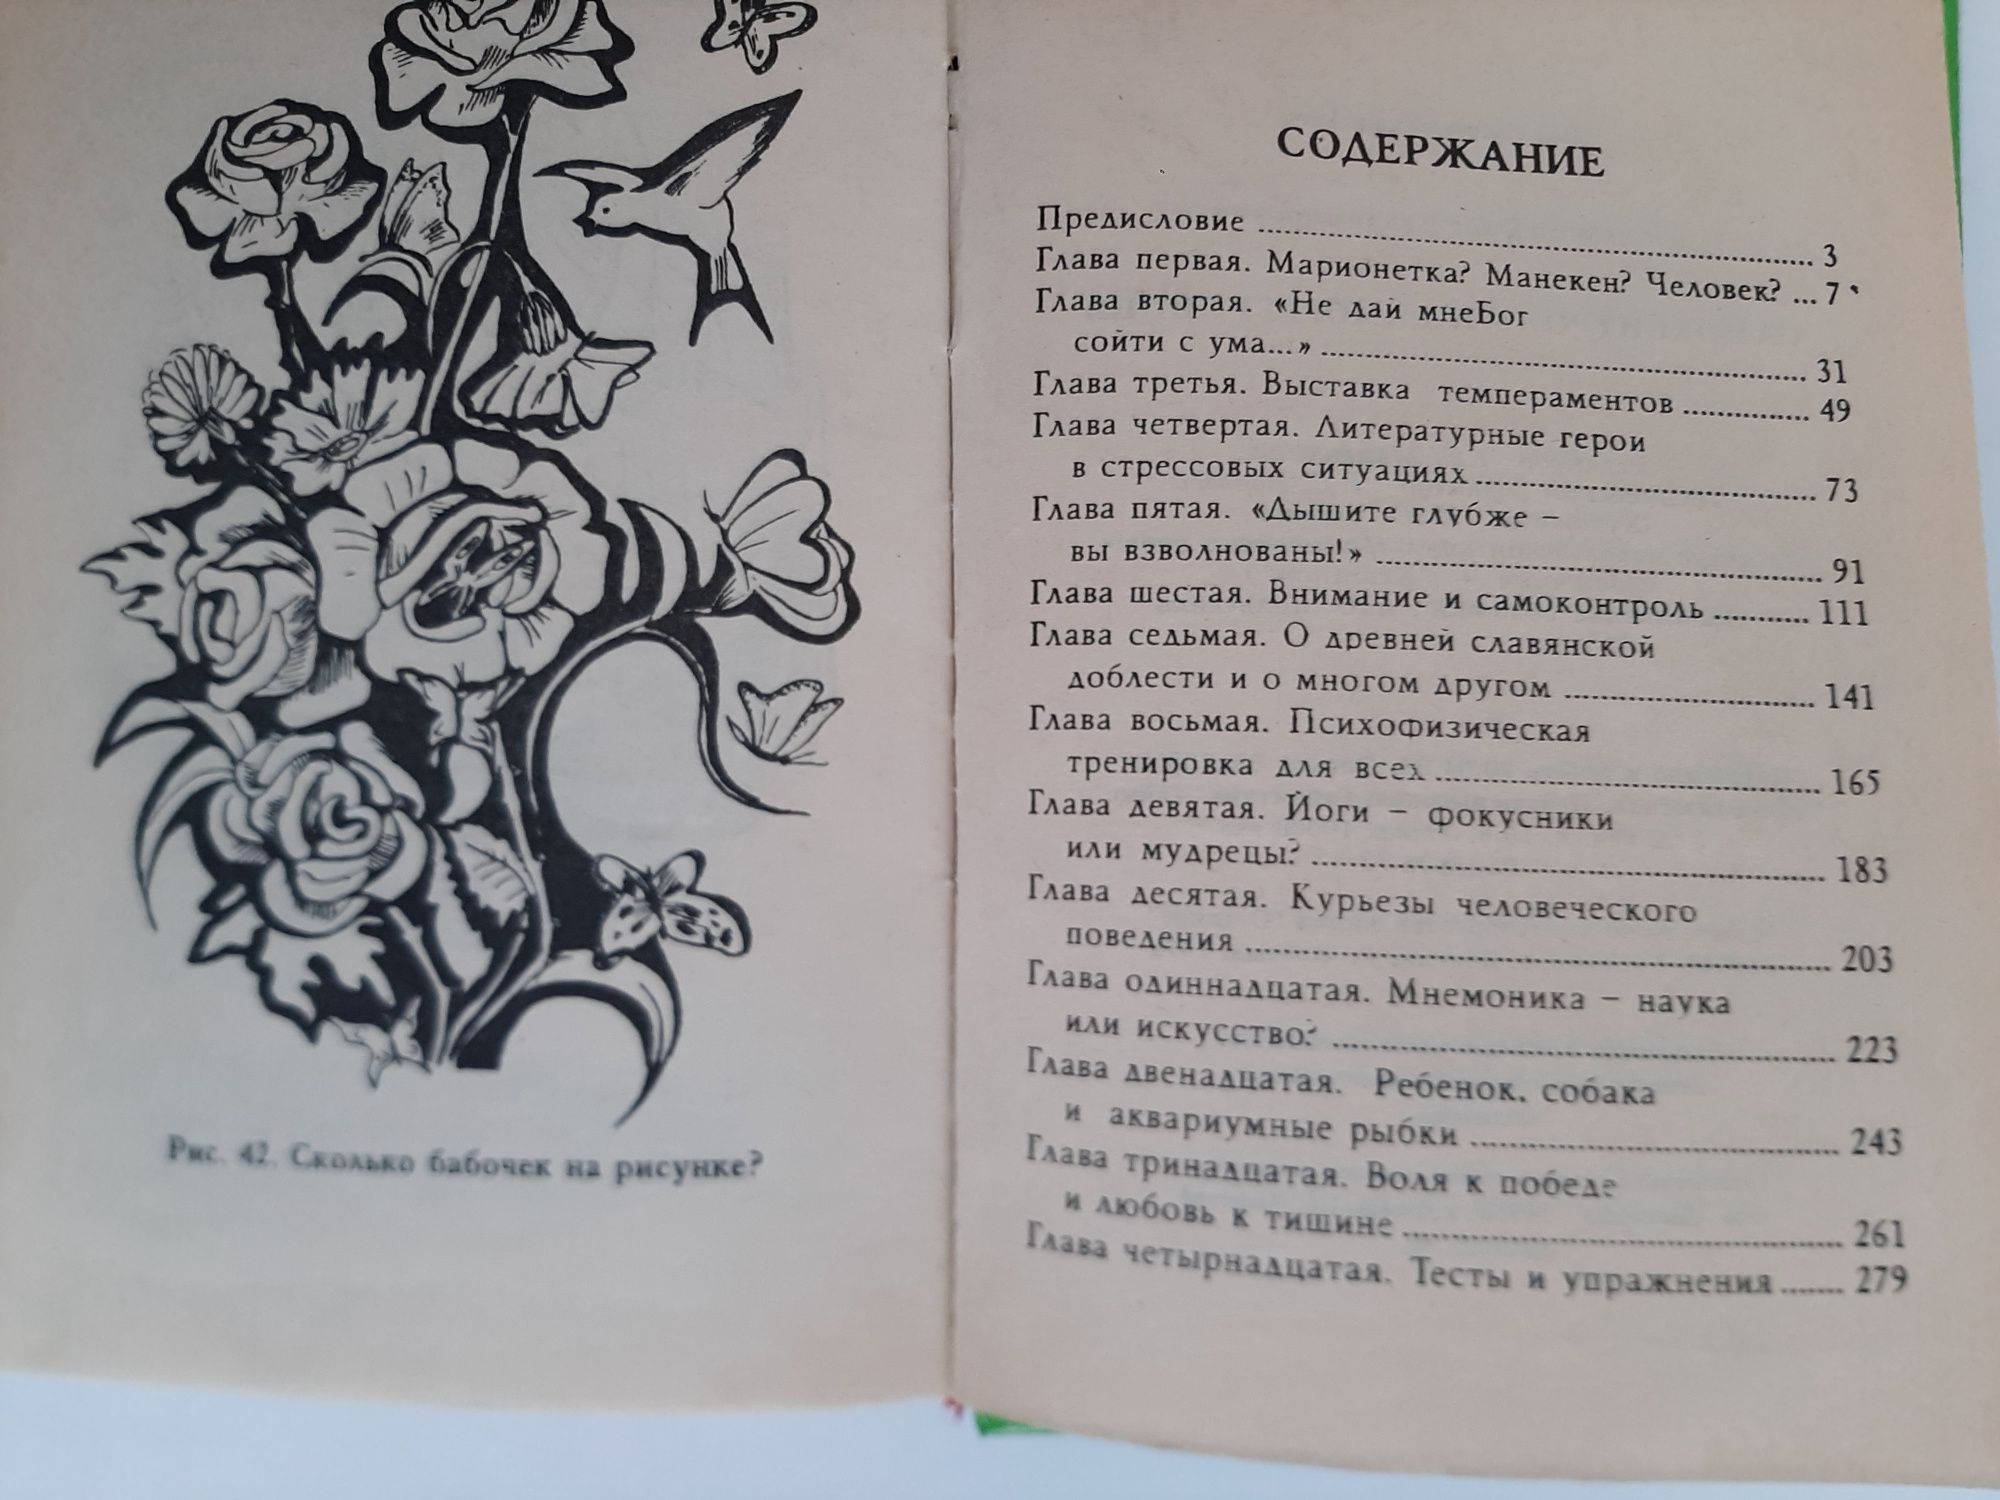 Рис. 42. Сколько бабочек на рисунке?
СОДЕРЖАНИЕ
Предисловие ........ 3
Глава первая. Марионетка? Манекен? Человек? ... 7
Глава вторая. «Не дай мнеБог
сойти с ума...» ........ 31
Глава третья. Выставка темпераментов ........ 49
Глава четвертая. Литературные герои
в стрессовых ситуациях ........ 73
Глава пятая. «Дышите глубже –
вы взволнованы!» ........ 91
Глава шестая. Внимание и самоконтроль ........ 111
Глава седьмая. О древней славянской
доблести и о многом другом ........ 141
Глава восьмая. Психофизическая
тренировка для всех ........ 165
Глава девятая. Йоги – фокусники
или мудрецы? ........ 183
Глава десятая. Курьезы человеческого
поведения ........ 203
Глава одиннадцатая. Мнемоника – наука
или искусство? ........ 223
Глава двенадцатая. Ребенок, собака
и аквариумные рыбки ........ 243
Глава тринадцатая. Воля к победе
и любовь к тишине ........ 261
Глава четырнадцатая. Тесты и упражнения ....... 279